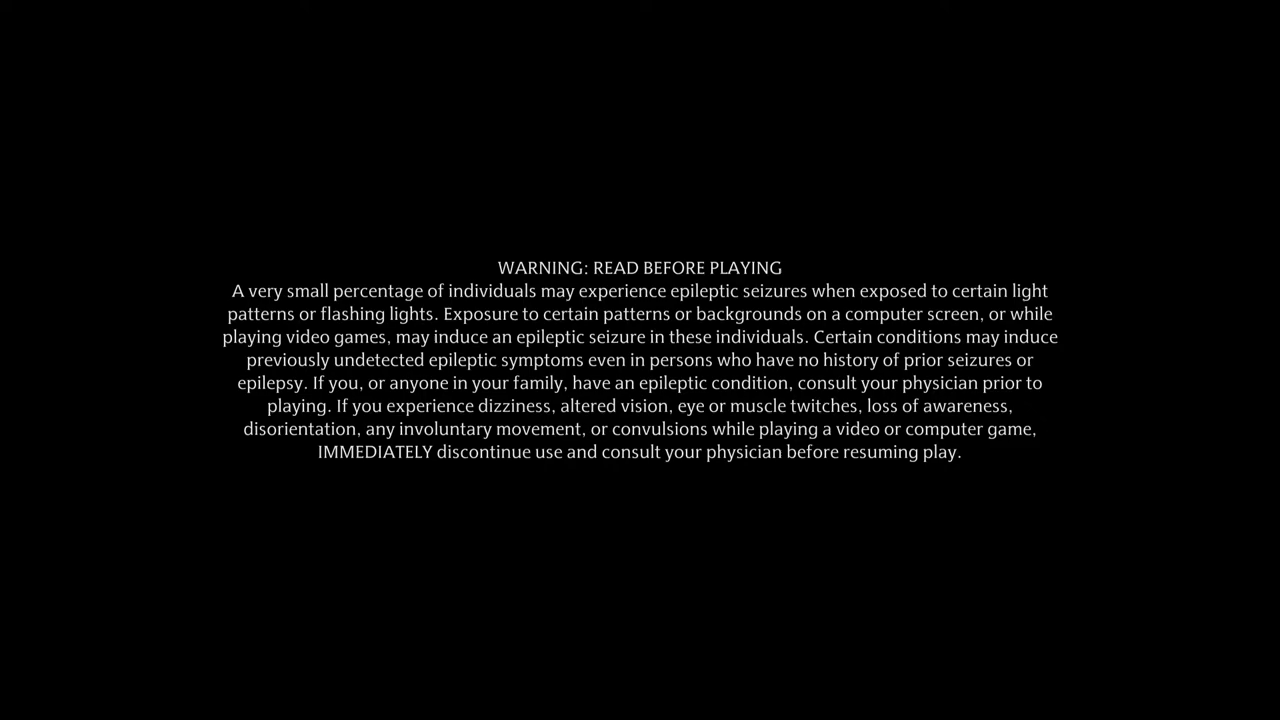 WARNING: READ BEFORE PLAYING
A very small percentage of individuals may experience epileptic seizures when exposed to certain light
patterns or flashing lights. Exposure to certain patterns or backgrounds on a computer screen, or while
playing video games, may induce an epileptic seizure in these individuals. Certain conditions may induce
previously undetected epileptic symptoms even in persons who have no history of prior seizures or
epilepsy. If you, or anyone in your family, have an epileptic condition, consult your physician prior to
playing. If you experience dizziness, altered vision, eye or muscle twitches, loss of awareness,
disorientation, any involuntary movement, or convulsions while playing a video or computer game,
IMMEDIATELY discontinue use and consult your physician before resuming play.